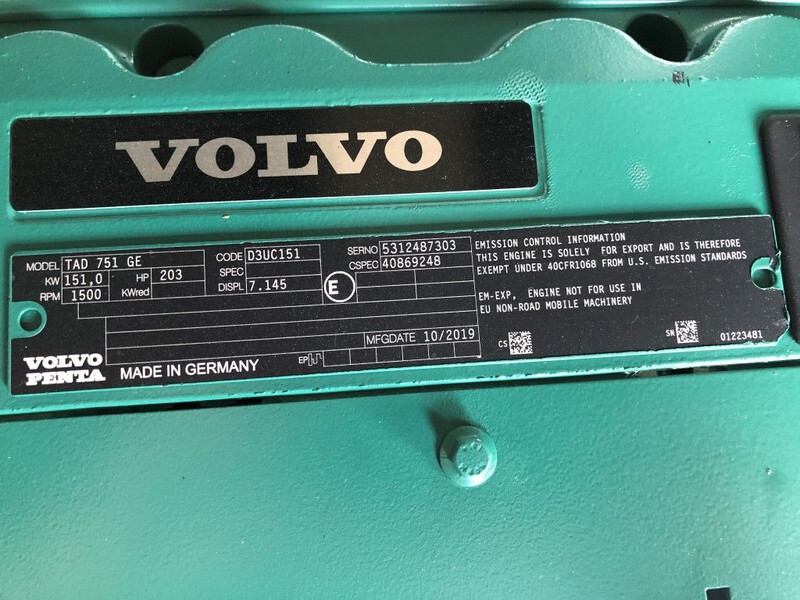 VOLVO
MODEL TAD 751 GE
KW 151,0 HP 203
RPM 1500 KWred
CODE D3UC151
SPEC
DISPL 7.145
SERNO 5312487303
CSPEC 40869248
E
EMISSION CONTROL INFORMATION
THIS ENGINE IS SOLELY FOR EXPORT AND IS THEREFORE
EXEMPT UNDER 40CFR1068 FROM U.S. EMISSION STANDARDS
EM-EXP, ENGINE NOT FOR USE IN
EU NON-ROAD MOBILE MACHINERY
MFGDATE 10/2019
CS
SN
01223481
VOLVO
PENTA
MADE IN GERMANY
EP